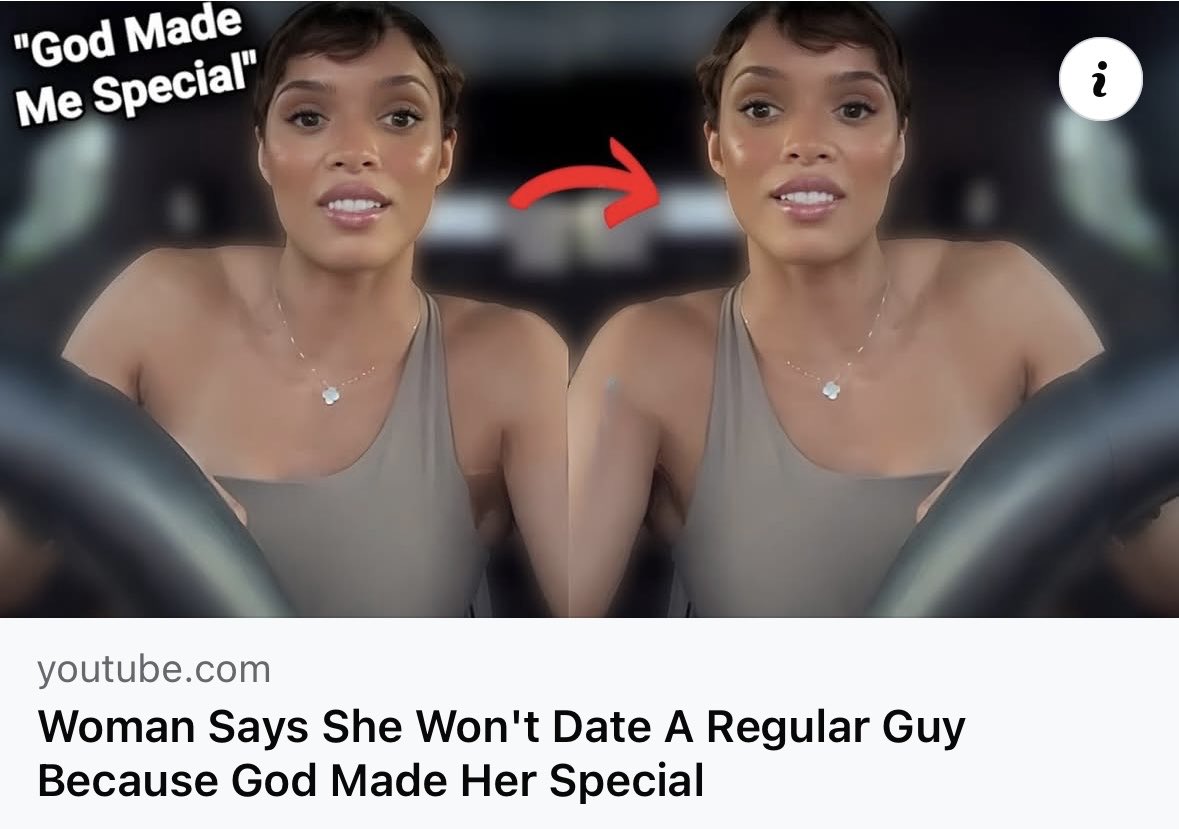 "God Made
Me Special"
i
youtube.com
Woman Says She Won't Date A Regular Guy
Because God Made Her Special